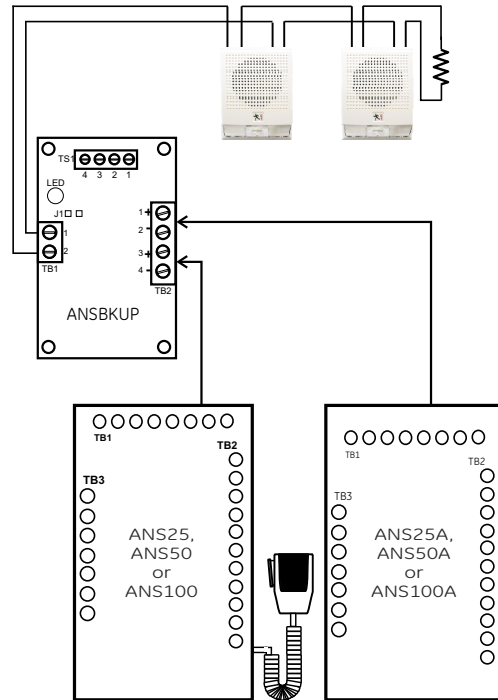 TS1
4 3 2 1
LED
J1
1
2
TB1
1 +
2 -
3 +
4 -
TB2
ANSBKUP
TB1
TB2
TB3
ANS25,
ANS50
or
ANS100
TB1
TB2
TB3
ANS25A,
ANS50A
or
ANS100A